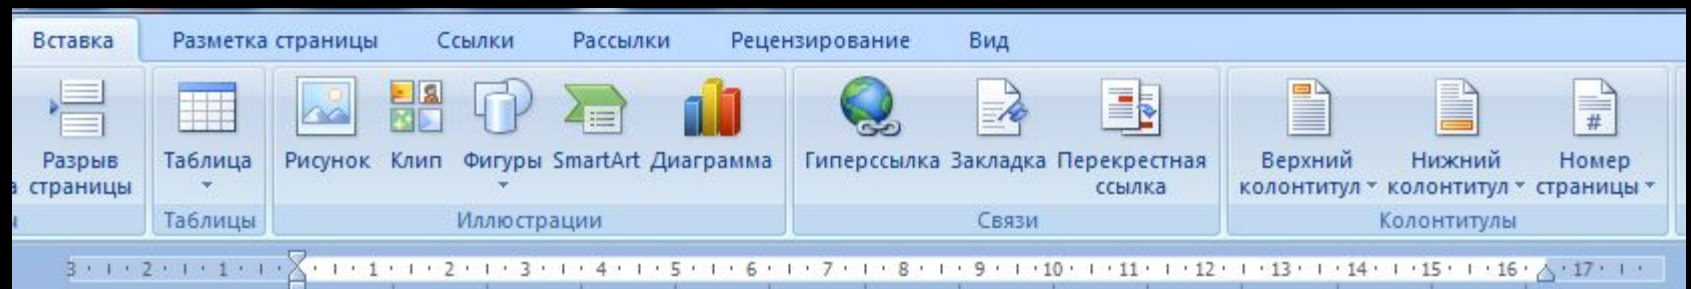 Вставка Разметка страницы Ссылки Рассылки Рецензирование Вид
Разрыв Таблица Рисунок Клип Фигуры SmartArt Диаграмма Гиперссылка Закладка Перекрестная Верхний Нижний Номер
страницы ссылка колонтитул колонтитул страницы
Таблицы Иллюстрации Связи Колонтитулы
3 2 1 1 2 3 4 5 6 7 8 9 10 11 12 13 14 15 16 17